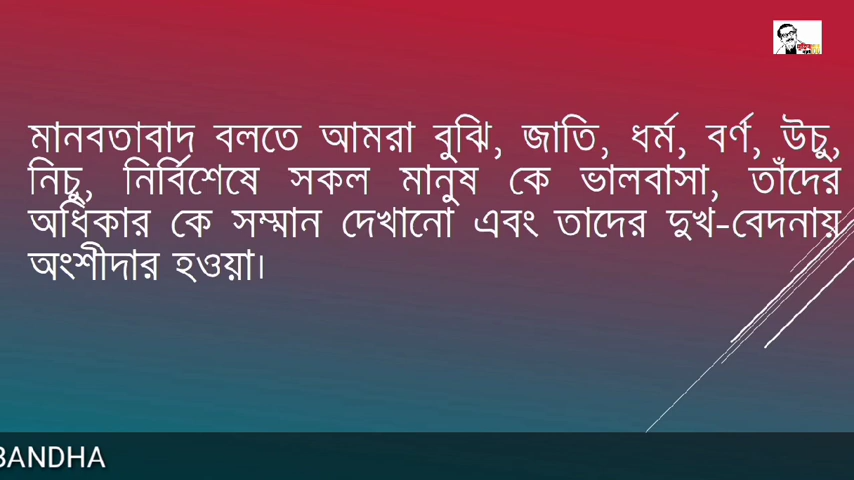 মানবতাবাদ বলতে আমরা বুঝি, জাতি, ধর্ম, বর্ণ, উচু,
নিচু, নির্বিশেষে সকল মানুষ কে ভালবাসা, তাঁদের
অধিকার কে সম্মান দেখানো এবং তাদের দুখ-বেদনায়
অংশীদার হওয়া।
BANDHA